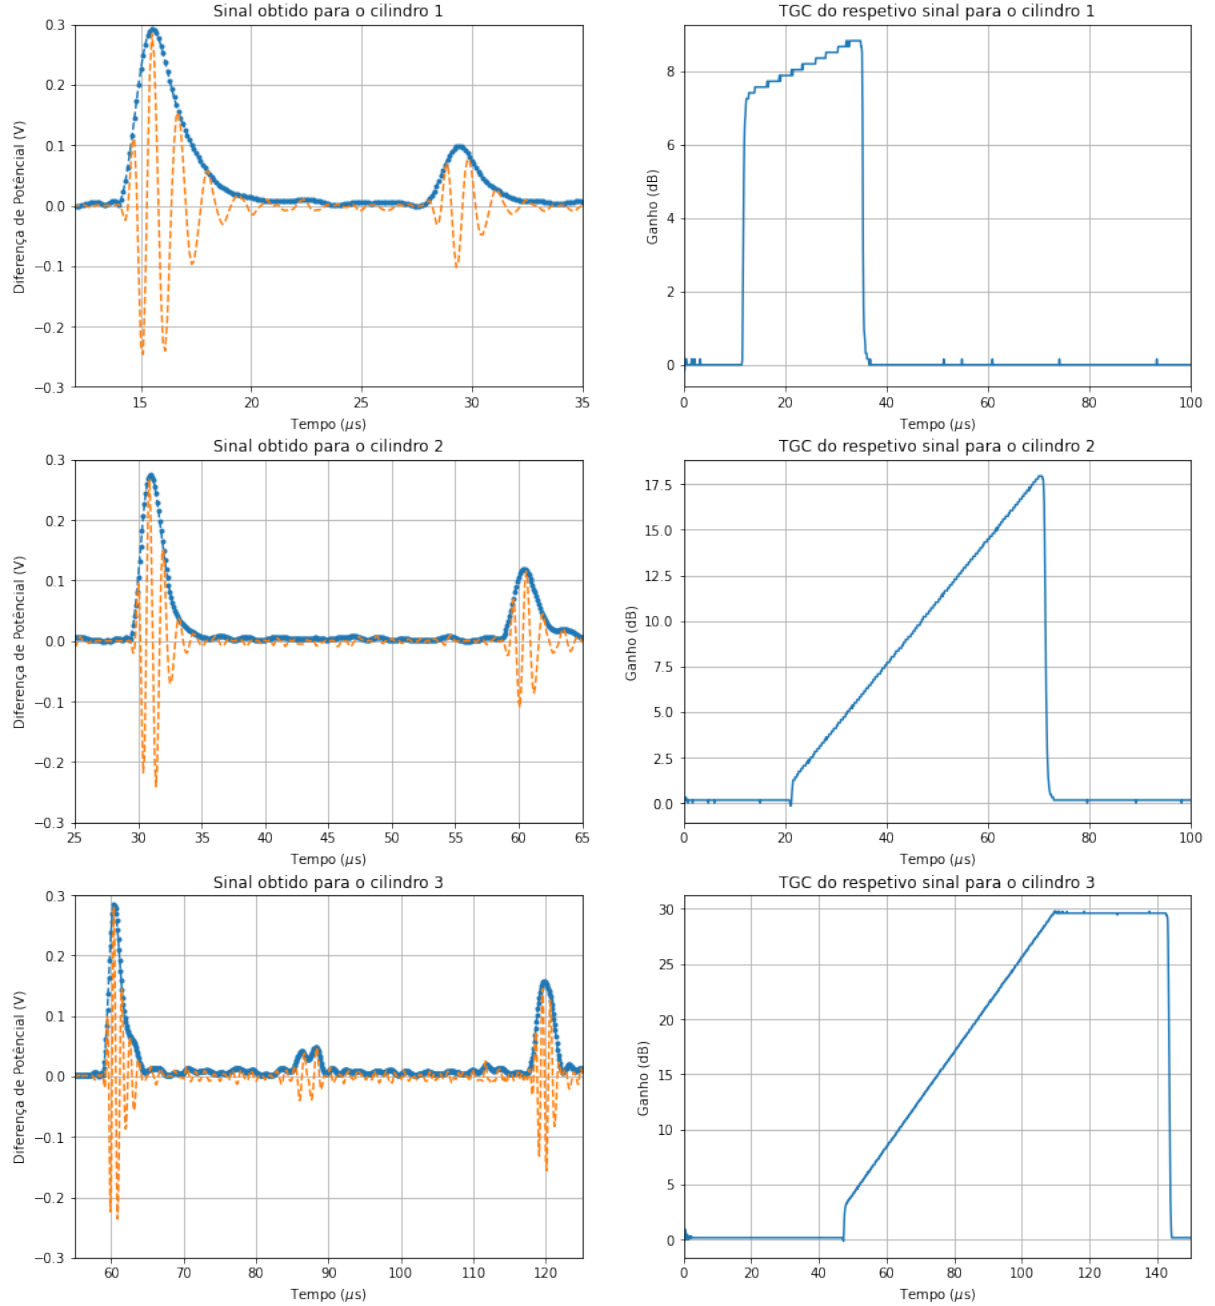 Sinal obtido para o cilindro 1
TGC do respetivo sinal para o cilindro 1
Diferença de Potêncial (V)
0.3
0.2
0.1
0.0
−0.1
−0.2
−0.3
15 20 25 30 35
Tempo (μs)
Ganho (dB)
8
6
4
2
0
0 20 40 60 80 100
Tempo (μs)
Sinal obtido para o cilindro 2
TGC do respetivo sinal para o cilindro 2
Diferença de Potêncial (V)
0.3
0.2
0.1
0.0
−0.1
−0.2
−0.3
25 30 35 40 45 50 55 60 65
Tempo (μs)
Ganho (dB)
17.5
15.0
12.5
10.0
7.5
5.0
2.5
0.0
0 20 40 60 80 100
Tempo (μs)
Sinal obtido para o cilindro 3
TGC do respetivo sinal para o cilindro 3
Diferença de Potêncial (V)
0.3
0.2
0.1
0.0
−0.1
−0.2
−0.3
60 70 80 90 100 110 120
Tempo (μs)
Ganho (dB)
30
25
20
15
10
5
0
0 20 40 60 80 100 120 140
Tempo (μs)